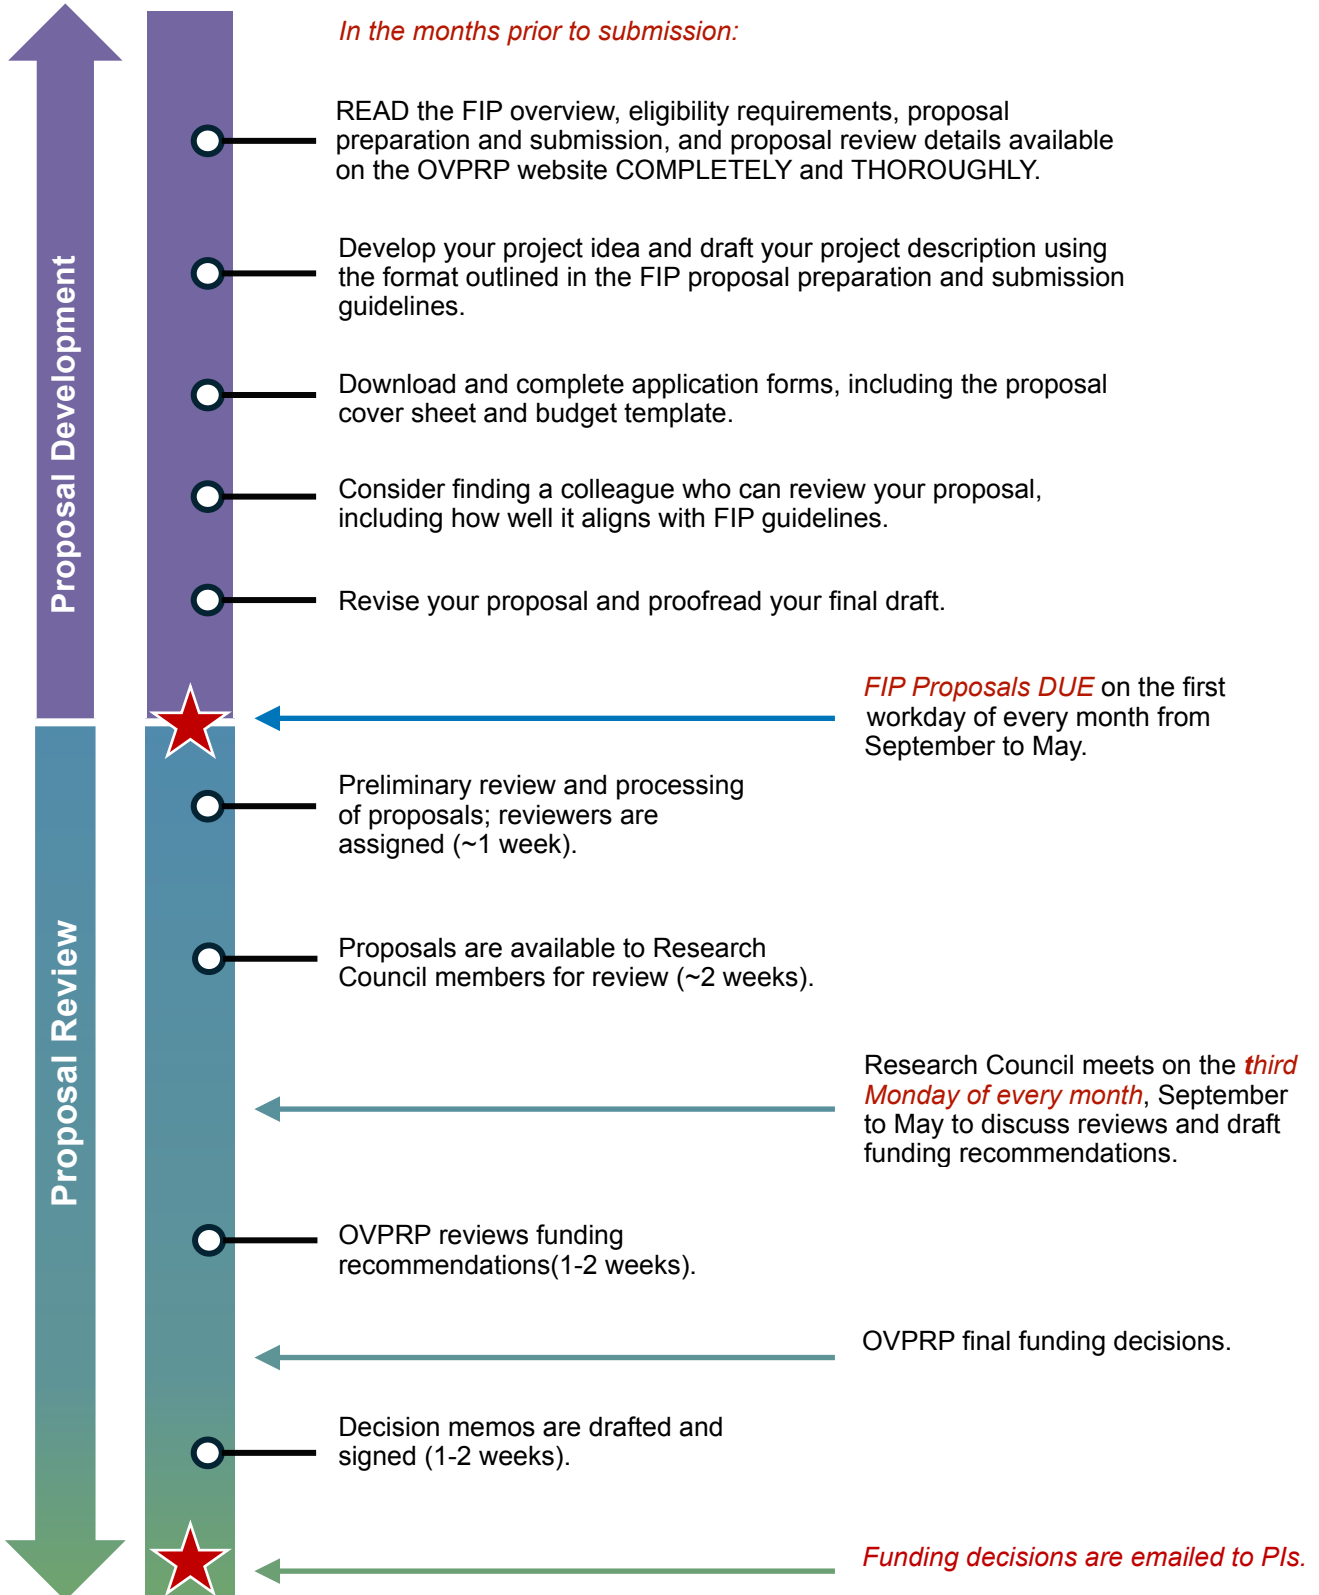 In the months prior to submission:
READ the FIP overview, eligibility requirements, proposal
preparation and submission, and proposal review details available
on the OVPRP website COMPLETELY and THOROUGHLY.
Develop your project idea and draft your project description using
the format outlined in the FIP proposal preparation and submission
guidelines.
Proposal Development
Download and complete application forms, including the proposal
cover sheet and budget template.
Consider finding a colleague who can review your proposal,
including how well it aligns with FIP guidelines.
Revise your proposal and proofread your final draft.
FIP Proposals DUE on the first
workday of every month from
September to May.
Preliminary review and processing
of proposals; reviewers are
assigned (~1 week).
Proposals are available to Research
Council members for review (~2 weeks).
Proposal Review
Research Council meets on the third
Monday of every month, September
to May to discuss reviews and draft
funding recommendations.
OVPRP reviews funding
recommendations(1-2 weeks).
OVPRP final funding decisions.
Decision memos are drafted and
signed (1-2 weeks).
Funding decisions are emailed to PIs.